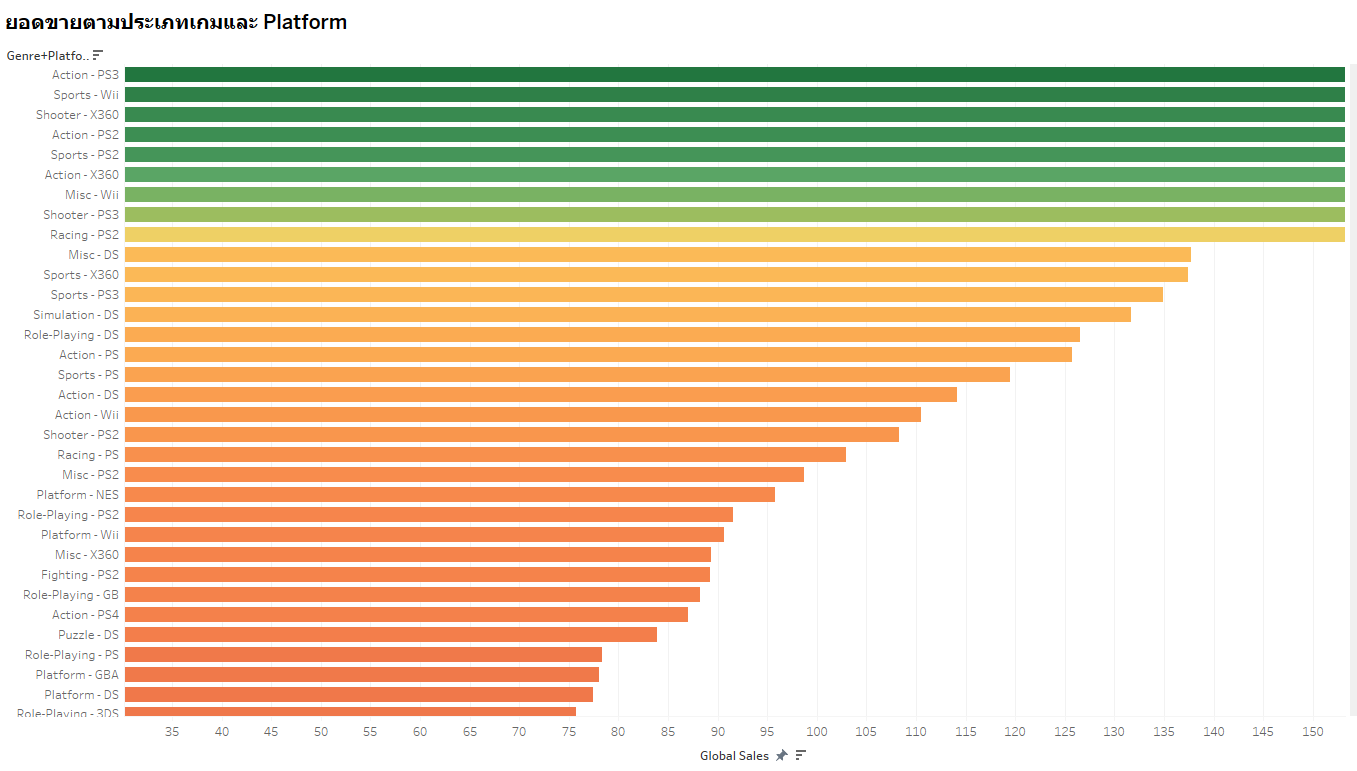 ยอดขายตามประเภทเกมและ Platform
Genre+Platfo..
Action - PS3
Sports - Wii
Shooter - X360
Action - PS2
Sports - PS2
Action - X360
Misc - Wii
Shooter - PS3
Racing - PS2
Misc - DS
Sports - X360
Sports - PS3
Simulation - DS
Role-Playing - DS
Action - PS
Sports - PS
Action - DS
Action - Wii
Shooter - PS2
Racing - PS
Misc - PS2
Platform - NES
Role-Playing - PS2
Platform - Wii
Misc - X360
Fighting - PS2
Role-Playing - GB
Action - PS4
Puzzle - DS
Role-Playing - PS
Platform - GBA
Platform - DS
Role-Playing - 3DS
35 40 45 50 55 60 65 70 75 80 85 90 95 100 105 110 115 120 125 130 135 140 145 150
Global Sales